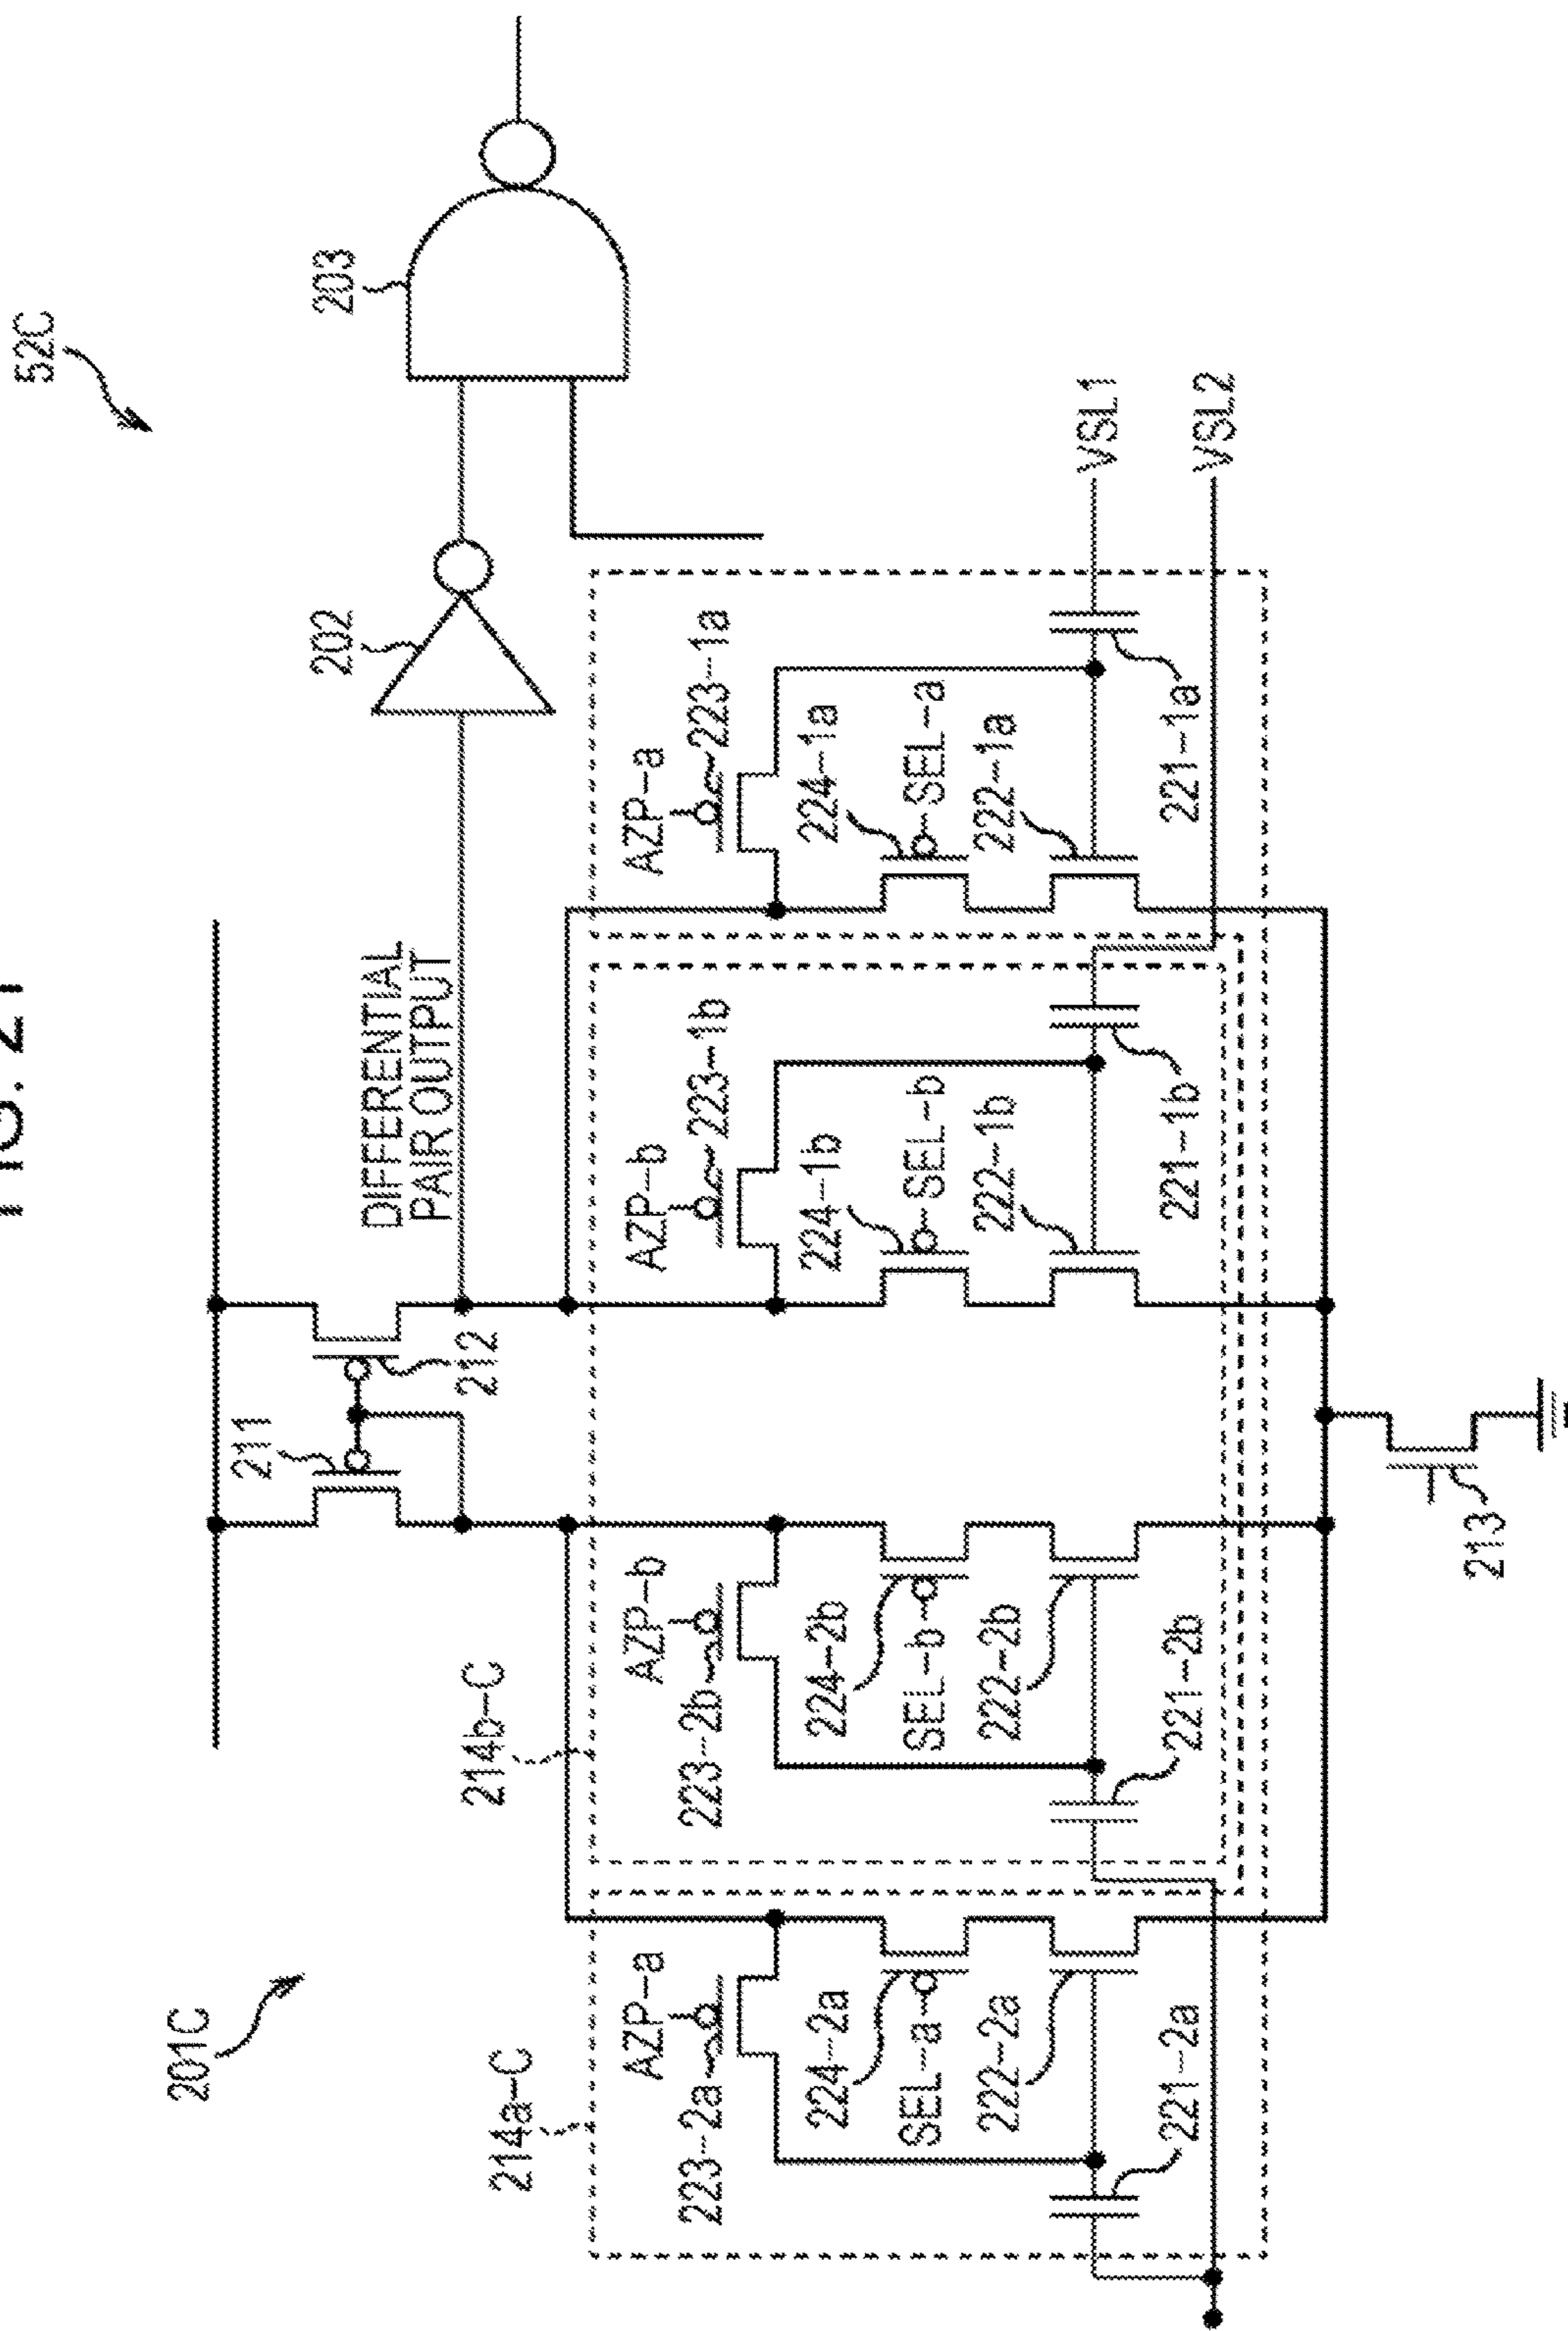 FIG. 21
52C
201C
211
212
202
203
DIFFERENTIAL
PAIR OUTPUT
214a-C
214b-C
AZP-a
AZP-b
AZP-b
AZP-a
223-2a
223-2b
223-1b
223-1a
224-2a
224-2b
224-1b
224-1a
SEL-a
SEL-b
SEL-b
SEL-a
222-2a
222-2b
222-1b
222-1a
VSL1
221-2a
221-2b
221-1b
221-1a
VSL2
213